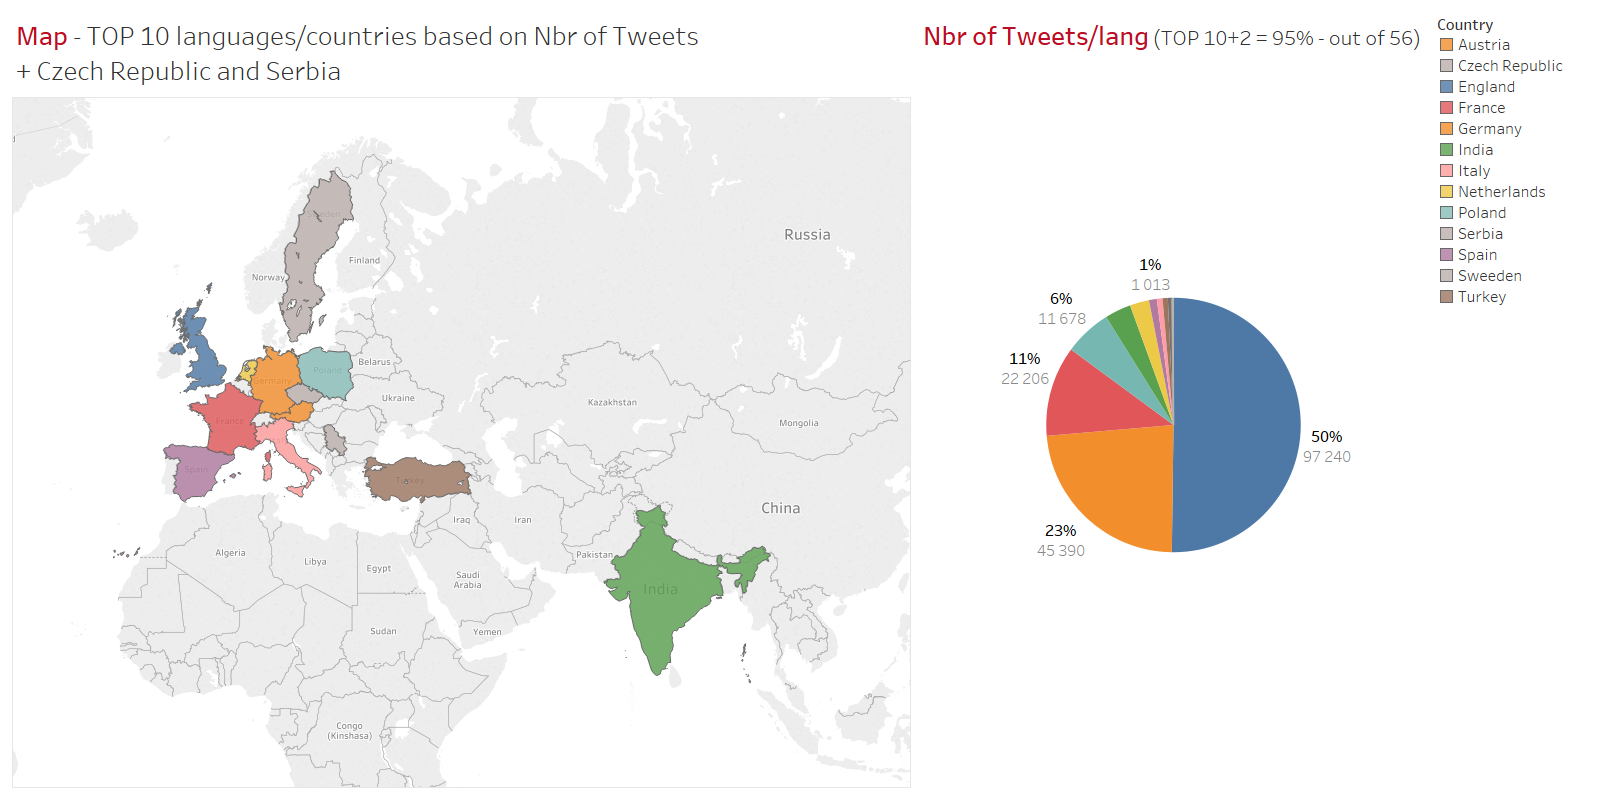 Map - TOP 10 languages/countries based on Nbr of Tweets
+ Czech Republic and Serbia
Nbr of Tweets/lang (TOP 10+2 = 95% - out of 56)
Country
Austria
Czech Republic
England
France
Germany
India
Italy
Netherlands
Poland
Serbia
Spain
Sweeden
Turkey
Russia
Sweden
Finland
Norway
Belarus
Poland
Germany
Ukraine
Kazakhstan
Mongolia
France
Spain
Turkey
China
Iraq
Iran
Algeria
Libya
Egypt
Pakistan
Saudi
Arabia
India
Sudan
Yemen
Congo
(Kinshasa)
1%
1 013
6%
11 678
11%
22 206
50%
97 240
23%
45 390